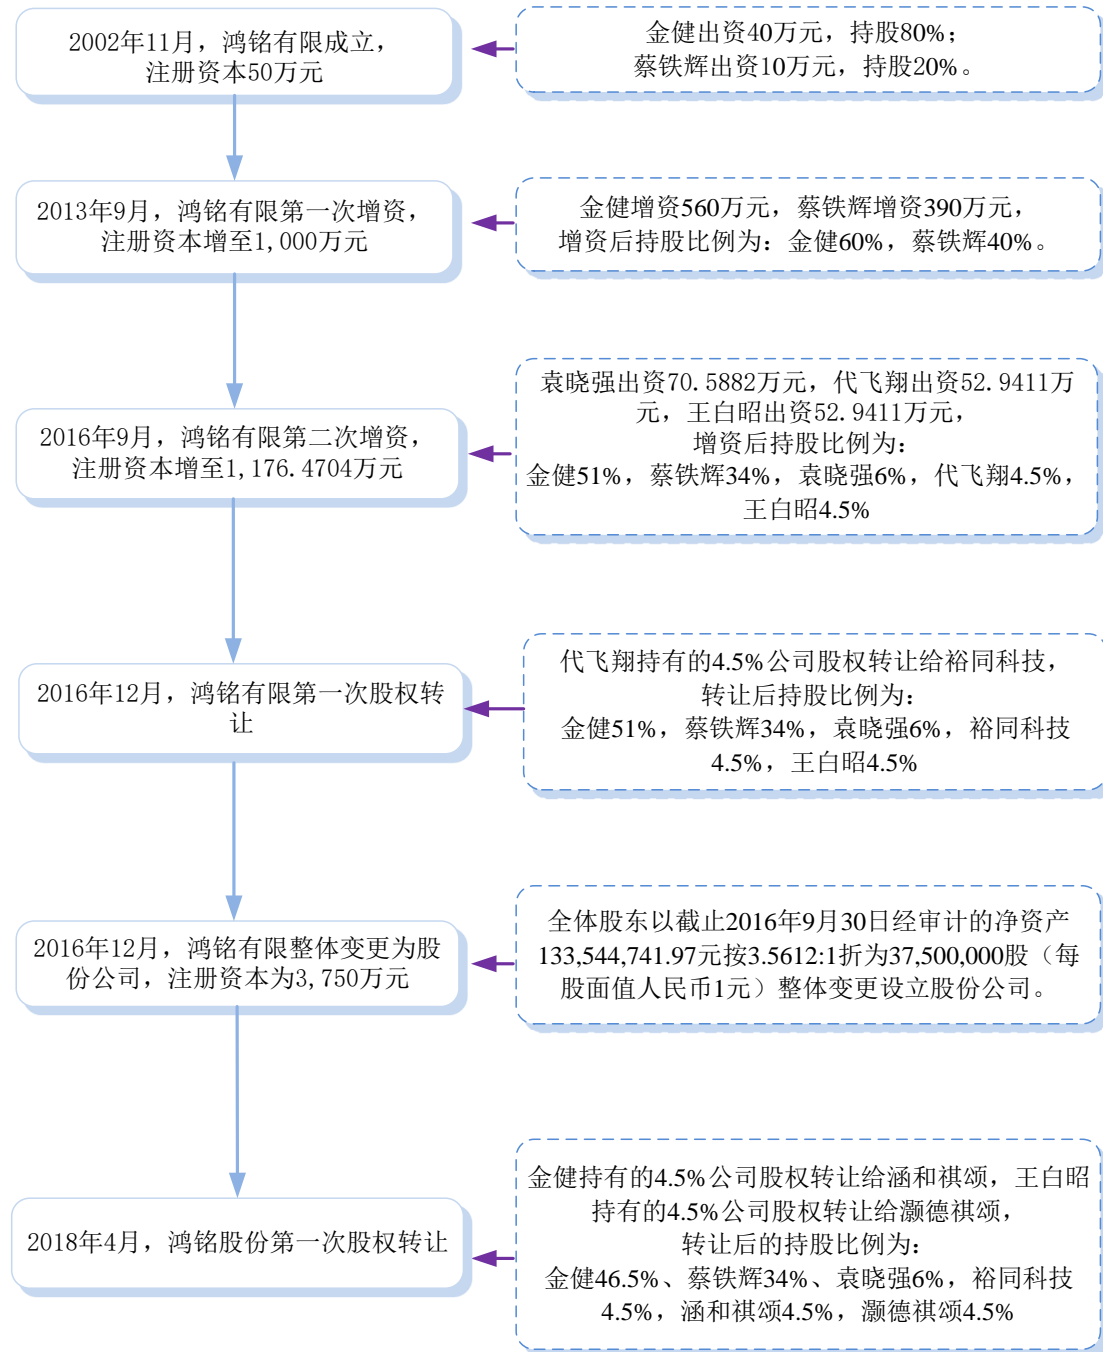 2002年11月，鸿铭有限成立，
注册资本50万元
金健出资40万元，持股80%；
蔡铁辉出资10万元，持股20%。
2013年9月，鸿铭有限第一次增资，
注册资本增至1,000万元
金健增资560万元，蔡铁辉增资390万元，
增资后持股比例为：金健60%，蔡铁辉40%。
2016年9月，鸿铭有限第二次增资，
注册资本增至1,176.4704万元
袁晓强出资70.5882万元，代飞翔出资52.9411万
元，王白昭出资52.9411万元，
增资后持股比例为：
金健51%，蔡铁辉34%，袁晓强6%，代飞翔4.5%，
王白昭4.5%
2016年12月，鸿铭有限第一次股权转
让
代飞翔持有的4.5%公司股权转让给裕同科技，
转让后持股比例为：
金健51%，蔡铁辉34%，袁晓强6%，裕同科技
4.5%，王白昭4.5%
2016年12月，鸿铭有限整体变更为股
份公司，注册资本为3,750万元
全体股东以截止2016年9月30日经审计的净资产
133,544,741.97元按3.5612:1折为37,500,000股（每
股面值人民币1元）整体变更设立股份公司。
2018年4月，鸿铭股份第一次股权转让
金健持有的4.5%公司股权转让给涵和祺颂，王白昭
持有的4.5%公司股权转让给灏德祺颂，
转让后的持股比例为：
金健46.5%、蔡铁辉34%、袁晓强6%，裕同科技
4.5%，涵和祺颂4.5%，灏德祺颂4.5%